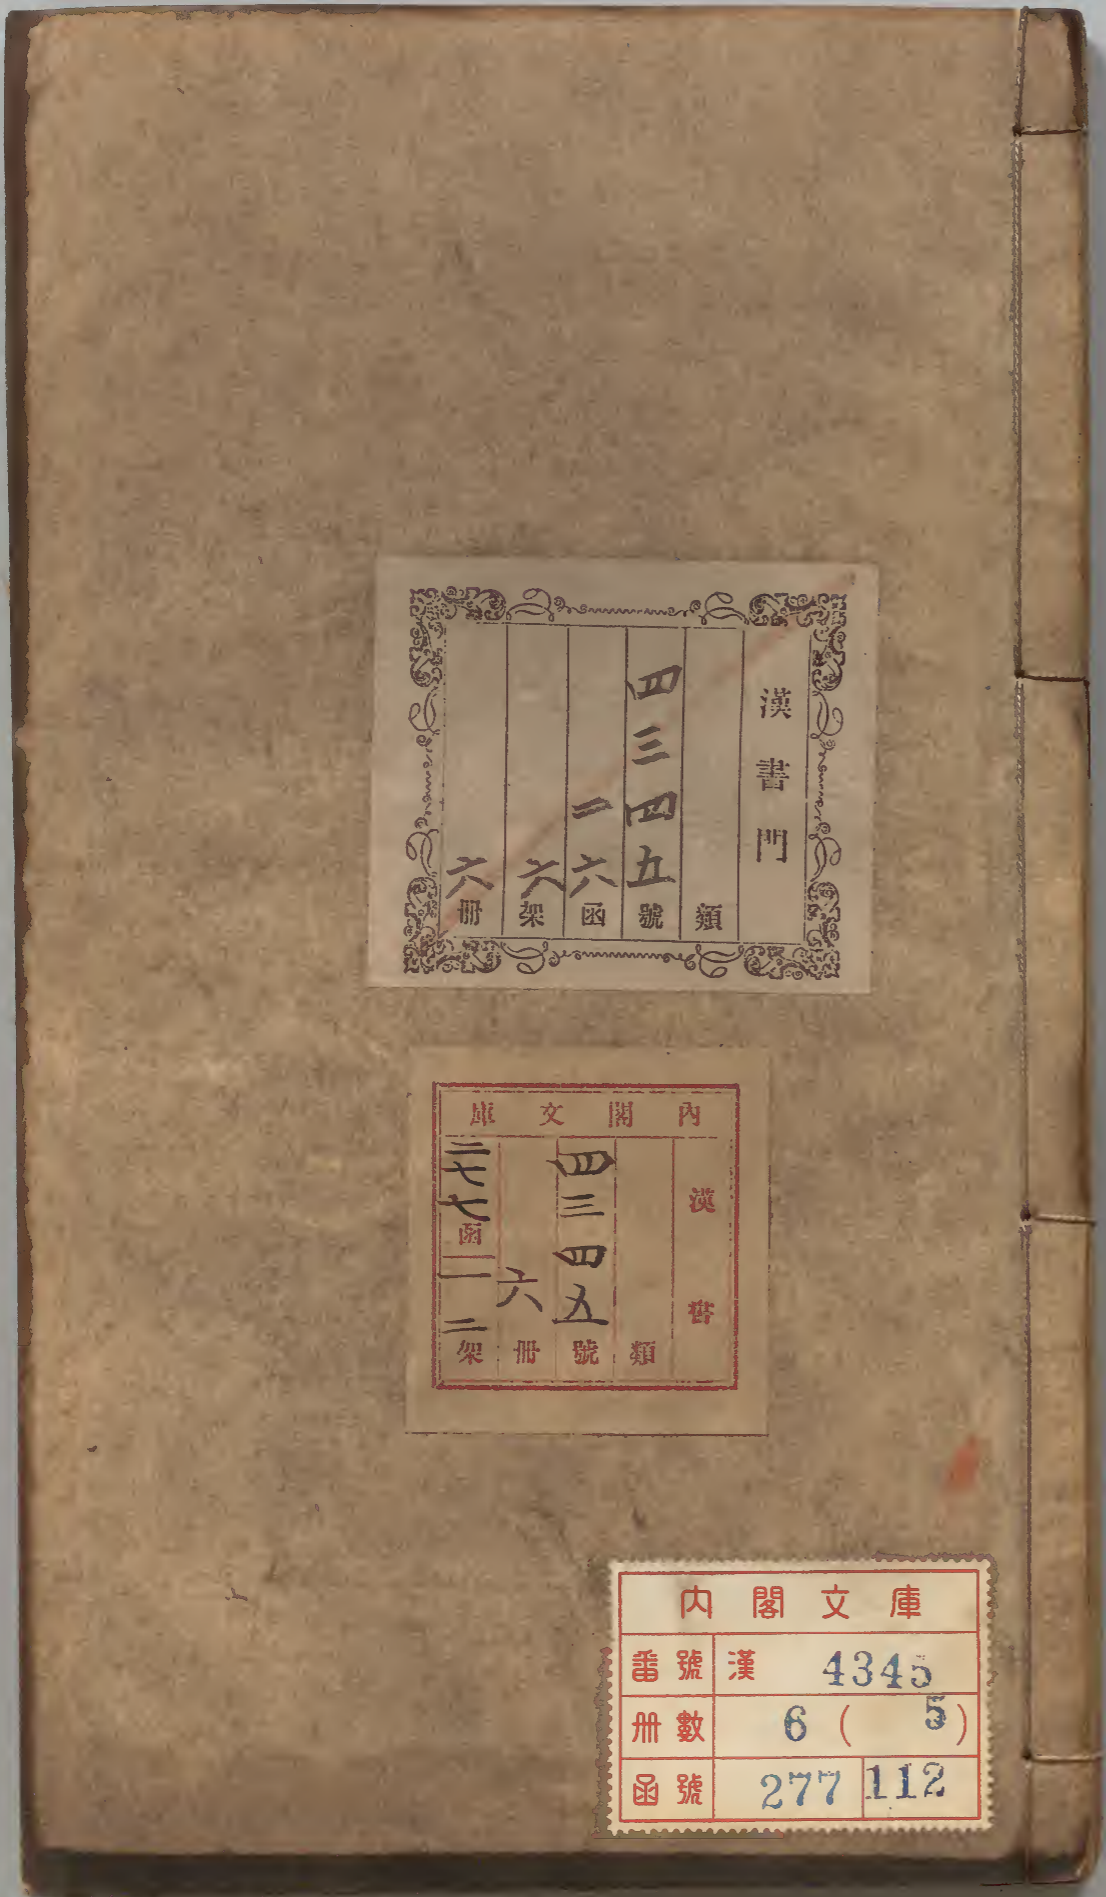 漢書門
類
四三四五號
二六函
六架
六冊
內閣文庫
漢書
類
四三四五號
六冊
二七七函一一二架
内閣文庫
番號 漢 4345
册數 6 ( 5 )
函號 277 112